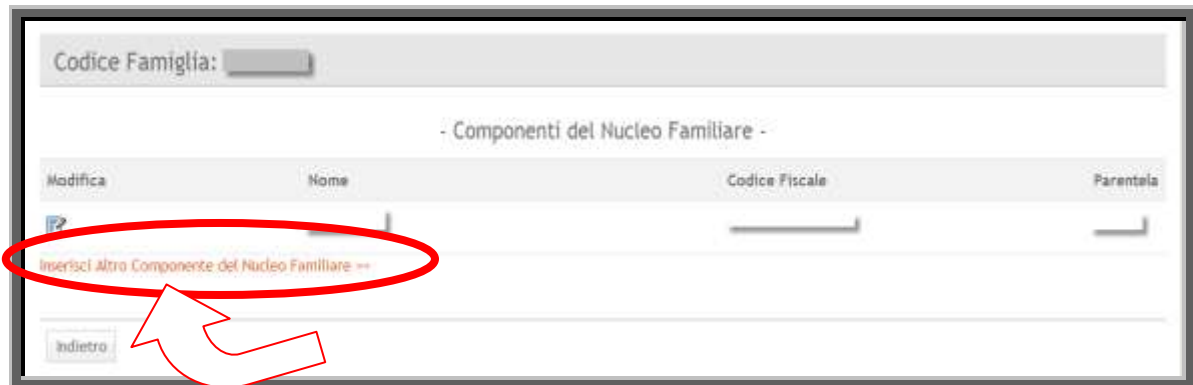 Codice Famiglia:
- Componenti del Nucleo Familiare -
Modifica Nome Codice Fiscale Parentela
Inserisci Altro Componente del Nucleo Familiare --
Indietro